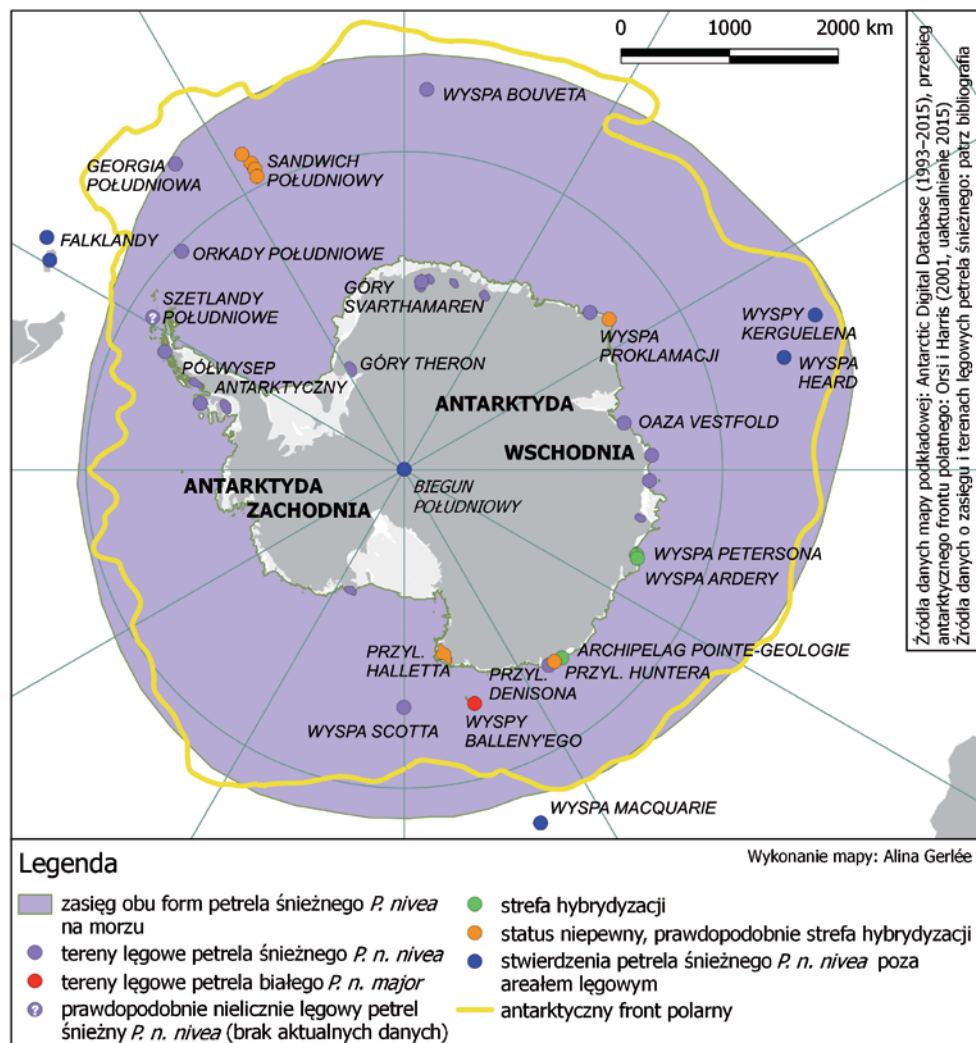 0 1000 2000 km
WYSPA BOUVETA
GEORGIA
POŁUDNIOWA
SANDWICH
POŁUDNIOWY
FALKLANDY
ORKADY POŁUDNIOWE
SZETLANDY
POŁUDNIOWE
GÓRY
SVARTHAMAREN
WYSPY
KERGUELENA
WYSPA
PROKLAMACJI
WYSPA
HEARD
PÓŁWYSEP
ANTARKTYCZNY
GÓRY THERON
ANTARKTYDA
WSCHODNIA
OAZA VESTFOLD
ANTARKTYDA
ZACHODNIA
BIEGUN
POŁUDNIOWY
WYSPA PETERSONA
WYSPA ARDERY
PRZYL.
HALLETTA
ARCHIPELAG POINTE-GEOLOGIE
PRZYL. HUNTERA
PRZYL.
DENISONA
WYSPA SCOTTA
WYSPY
BALLENY'EGO
WYSPA MACQUARIE
Źródła danych mapy podkładowej: Antarctic Digital Database (1993–2015), przebieg
antarktycznego frontu polatnego: Orsi i Harris (2001, uaktualnienie 2015)
Źródła danych o zasięgu i terenach lęgowych petrela śnieżnego: patrz bibliografia
Legenda
Wykonanie mapy: Alina Gerlée
zasięg obu form petrela śnieżnego P. nivea
na morzu
tereny lęgowe petrela śnieżnego P. n. nivea
tereny lęgowe petrela białego P. n. major
? prawdopodobnie nielicznie lęgowy petrel
śnieżny P. n. nivea (brak aktualnych danych)
strefa hybrydyzacji
status niepewny, prawdopodobnie strefa hybrydyzacji
stwierdzenia petrela śnieżnego P. n. nivea poza
areałem lęgowym
antarktyczny front polarny